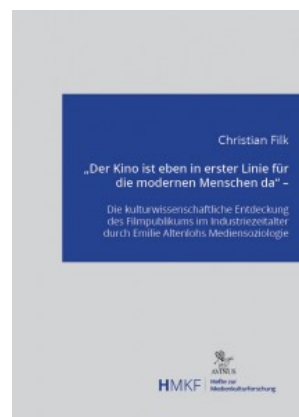 Christian Filk
„Der Kino ist eben in erster Linie für
die modernen Menschen da“ –
Die kulturwissenschaftliche Entdeckung
des Filmpublikums im Industriezeitalter
durch Emilie Altenlohs Mediensoziologie
AVINUS
HMKF
Hefte zur
Medienkulturforschung